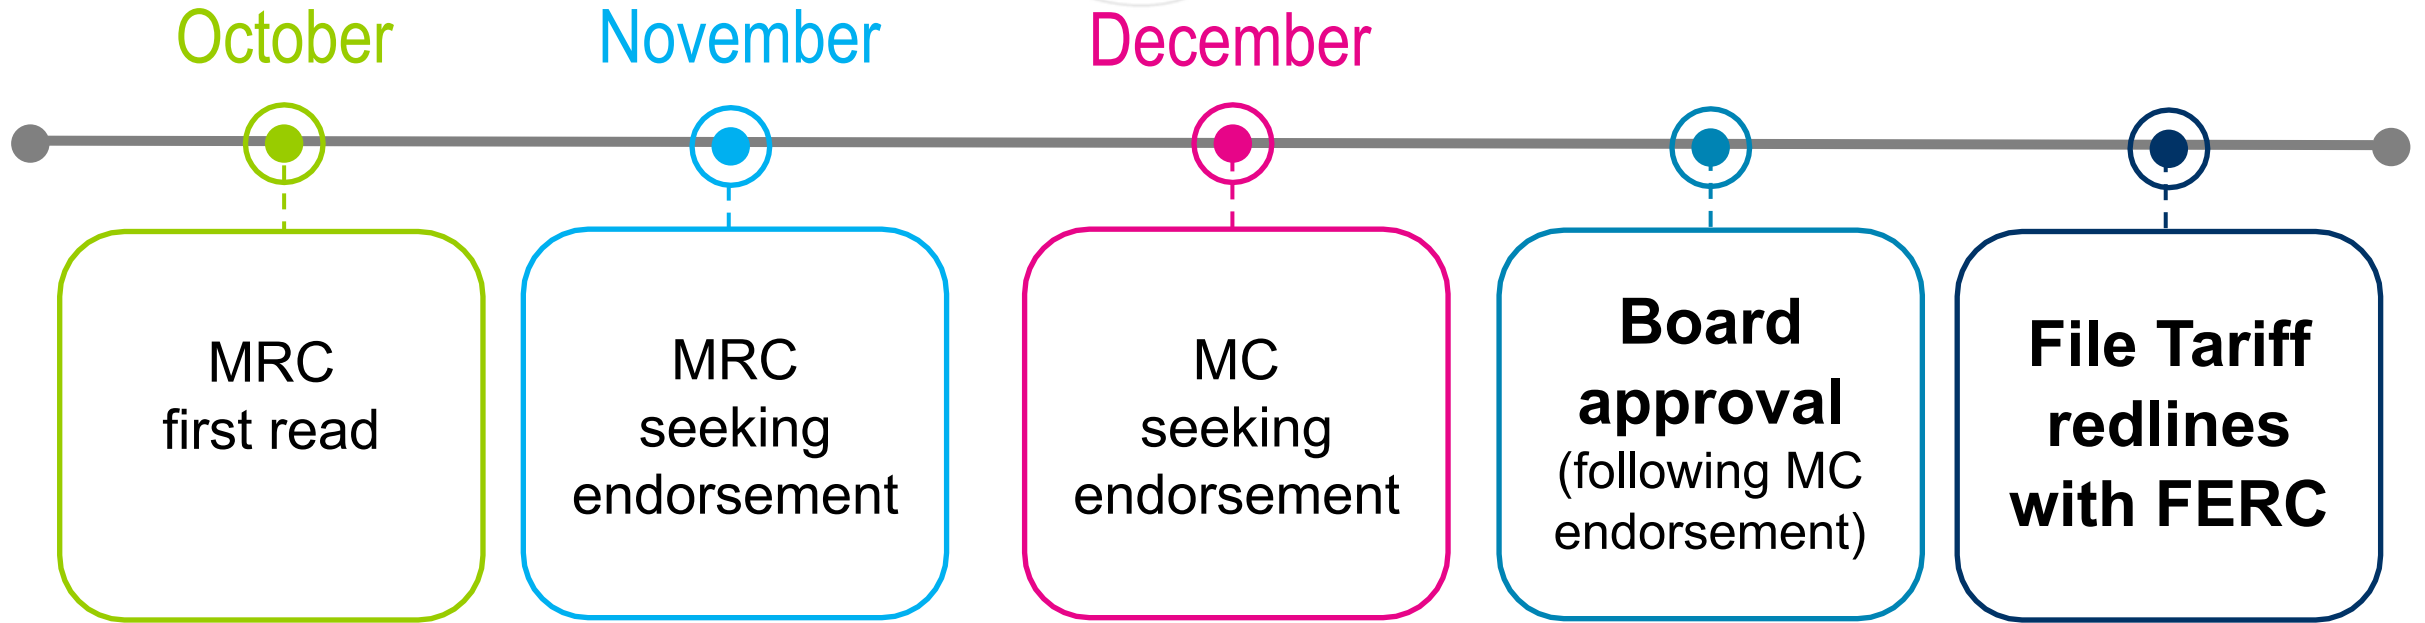 October
November
December
MRC
first read
MRC
seeking
endorsement
MC
seeking
endorsement
Board
approval
(following MC
endorsement)
File Tariff
redlines
with FERC